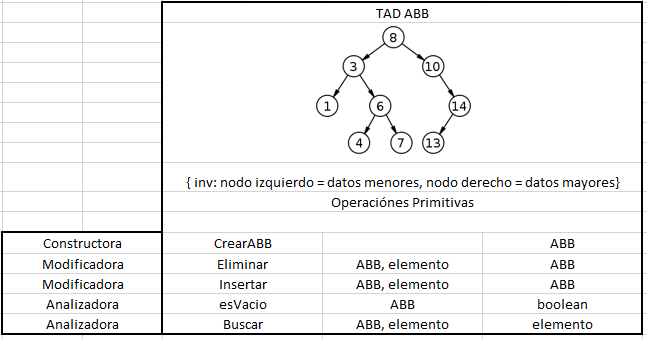 TAD ABB
8
3 10
1 6 14
4 7 13
{ inv: nodo izquierdo = datos menores, nodo derecho = datos mayores}
Operaciónes Primitivas
Constructora CrearABB ABB
Modificadora Eliminar ABB, elemento ABB
Modificadora Insertar ABB, elemento ABB
Analizadora esVacio ABB boolean
Analizadora Buscar ABB, elemento elemento